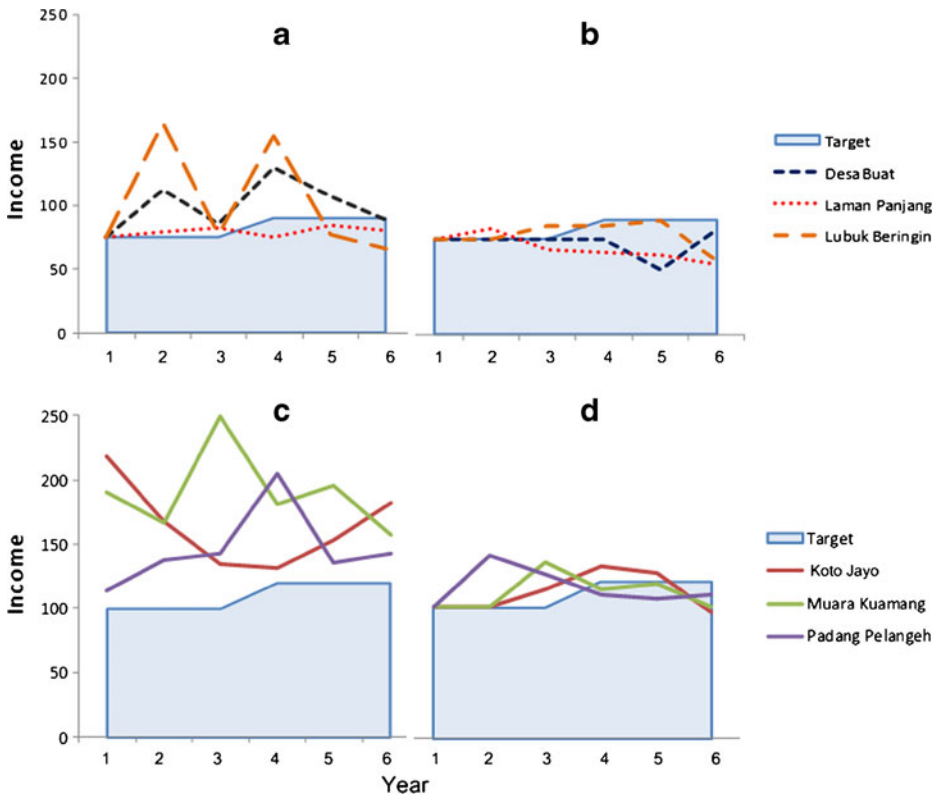 a
b
250
200
150
100
50
0
Income
1 2 3 4 5 6
1 2 3 4 5 6
Target
Desa Buat
Laman Panjang
Lubuk Beringin
c
d
250
200
150
100
50
0
Income
1 2 3 4 5 6
1 2 3 4 5 6
Year
Target
Koto Jayo
Muara Kuamang
Padang Pelangeh